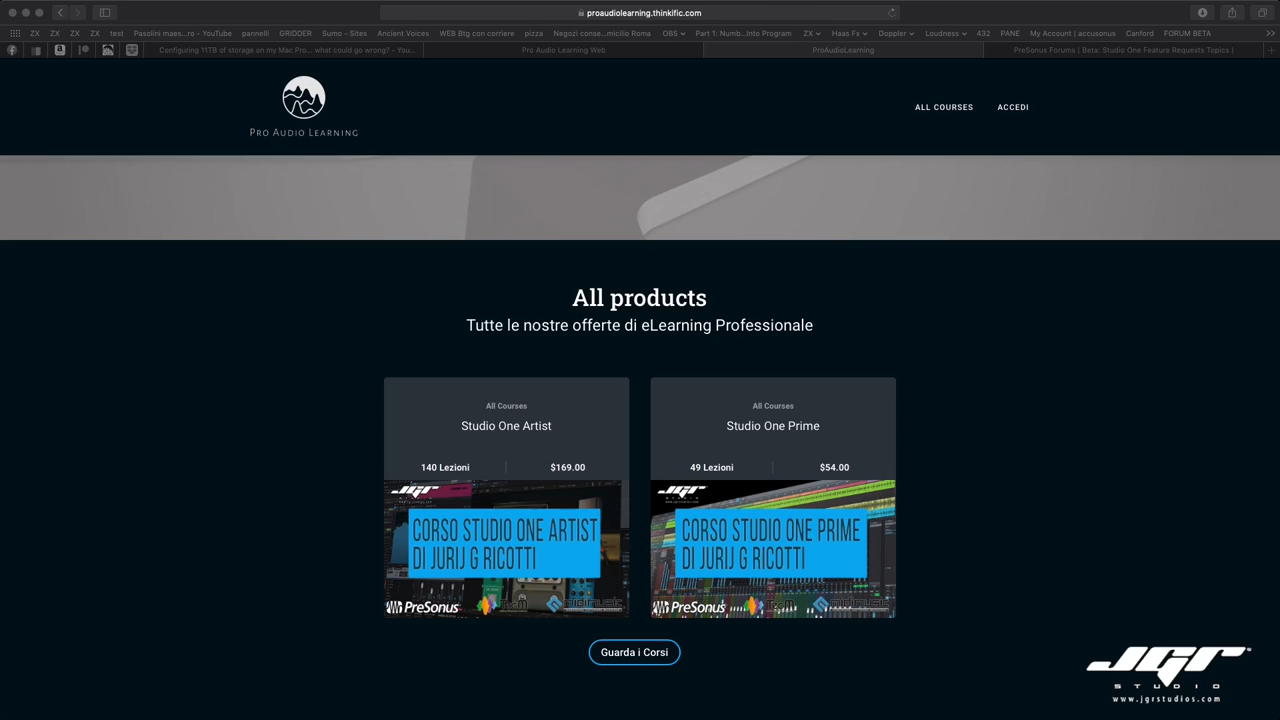 proaudiolearning.thinkific.com
ZX ZX ZX ZX test Pasolini maes...ro - YouTube pannelli GRIDDER Sumo - Sites Ancient Voices WEB Btg con corriere pizza Negozi conse...micilio Roma OBS Part 1: Numb...Into Program ZX Haas Fx Doppler Loudness 432 PANE My Account | accusonus Canford FORUM BETA
Configuring 11TB of storage on my Mac Pro... what could go wrong? - You... Pro Audio Learning Web ProAudioLearning PreSonus Forums | Beta: Studio One Feature Requests Topics |
PRO AUDIO LEARNING
ALL COURSES ACCEDI
All products
Tutte le nostre offerte di eLearning Professionale
All Courses
Studio One Artist
140 Lezioni $169.00
JGR
STUDIO
CORSO STUDIO ONE ARTIST
DI JURIJ G RICOTTI
PreSonus
midimusic
All Courses
Studio One Prime
49 Lezioni $54.00
JGR
STUDIO
CORSO STUDIO ONE PRIME
DI JURIJ G RICOTTI
PreSonus
midimusic
Guarda i Corsi
JGR
STUDIO
www.jgrstudios.com